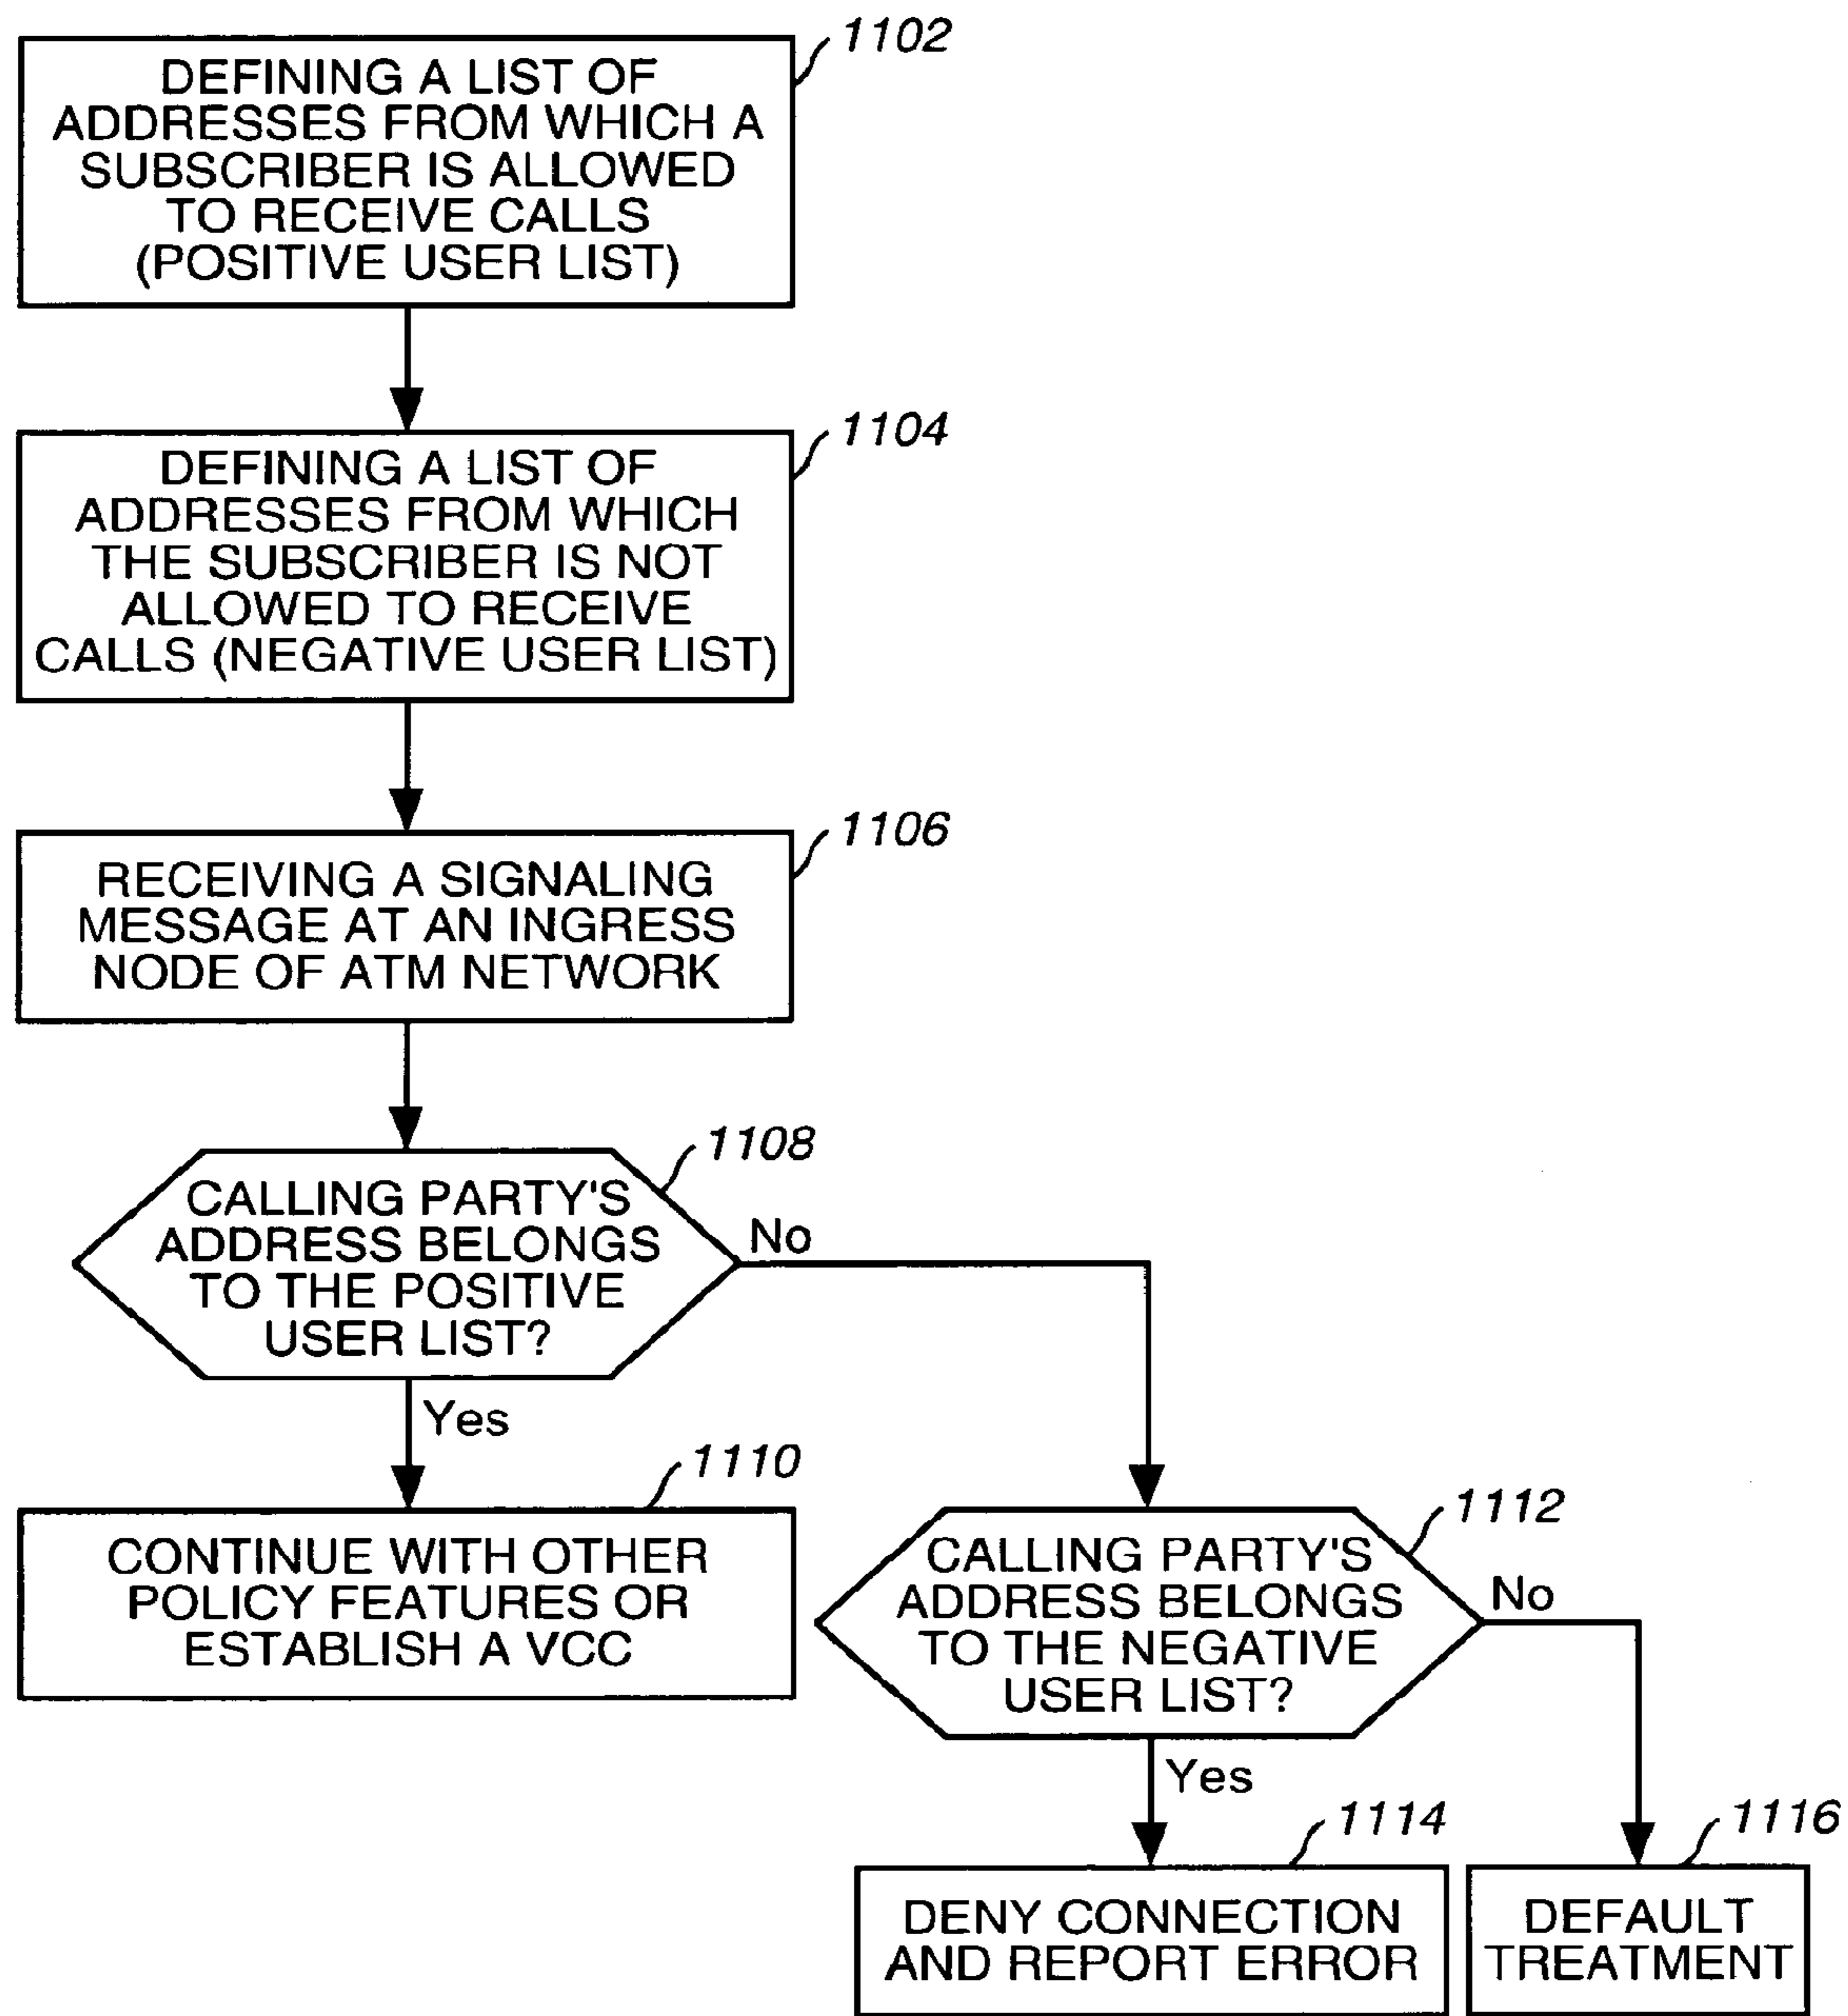 1102
DEFINING A LIST OF
ADDRESSES FROM WHICH A
SUBSCRIBER IS ALLOWED
TO RECEIVE CALLS
(POSITIVE USER LIST)
1104
DEFINING A LIST OF
ADDRESSES FROM WHICH
THE SUBSCRIBER IS NOT
ALLOWED TO RECEIVE
CALLS (NEGATIVE USER LIST)
1106
RECEIVING A SIGNALING
MESSAGE AT AN INGRESS
NODE OF ATM NETWORK
1108
CALLING PARTY'S
ADDRESS BELONGS
TO THE POSITIVE
USER LIST?
No
Yes
1110
CONTINUE WITH OTHER
POLICY FEATURES OR
ESTABLISH A VCC
1112
CALLING PARTY'S
ADDRESS BELONGS
TO THE NEGATIVE
USER LIST?
No
Yes
1114
DENY CONNECTION
AND REPORT ERROR
1116
DEFAULT
TREATMENT